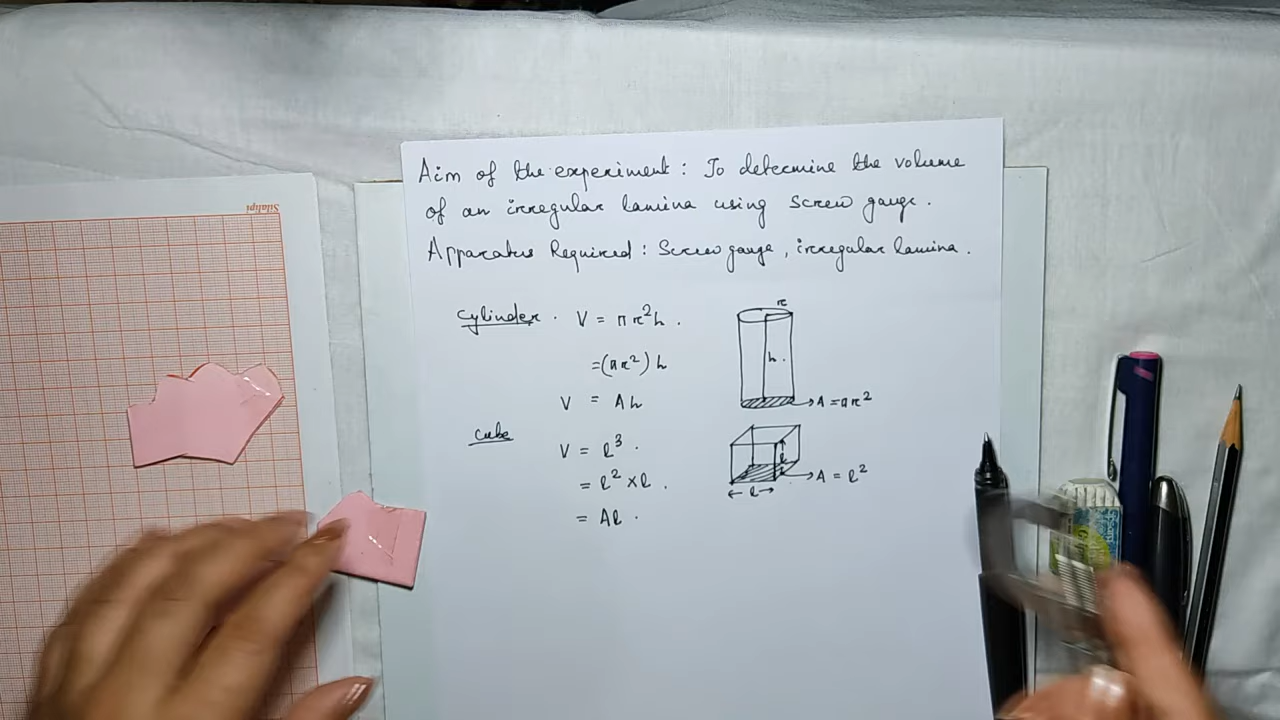 Silalipi
Aim of the experiment : To determine the volume
of an irregular lamina using screw gauge.
Apparatus Required : Screw gauge, irregular lamina.
Cylinder. V = πr²h.
r
h.
=(πr²) h
V = Ah
A = πr²
Cube
V = l³.
= l² × l.
l
l
A = l²
= Al.